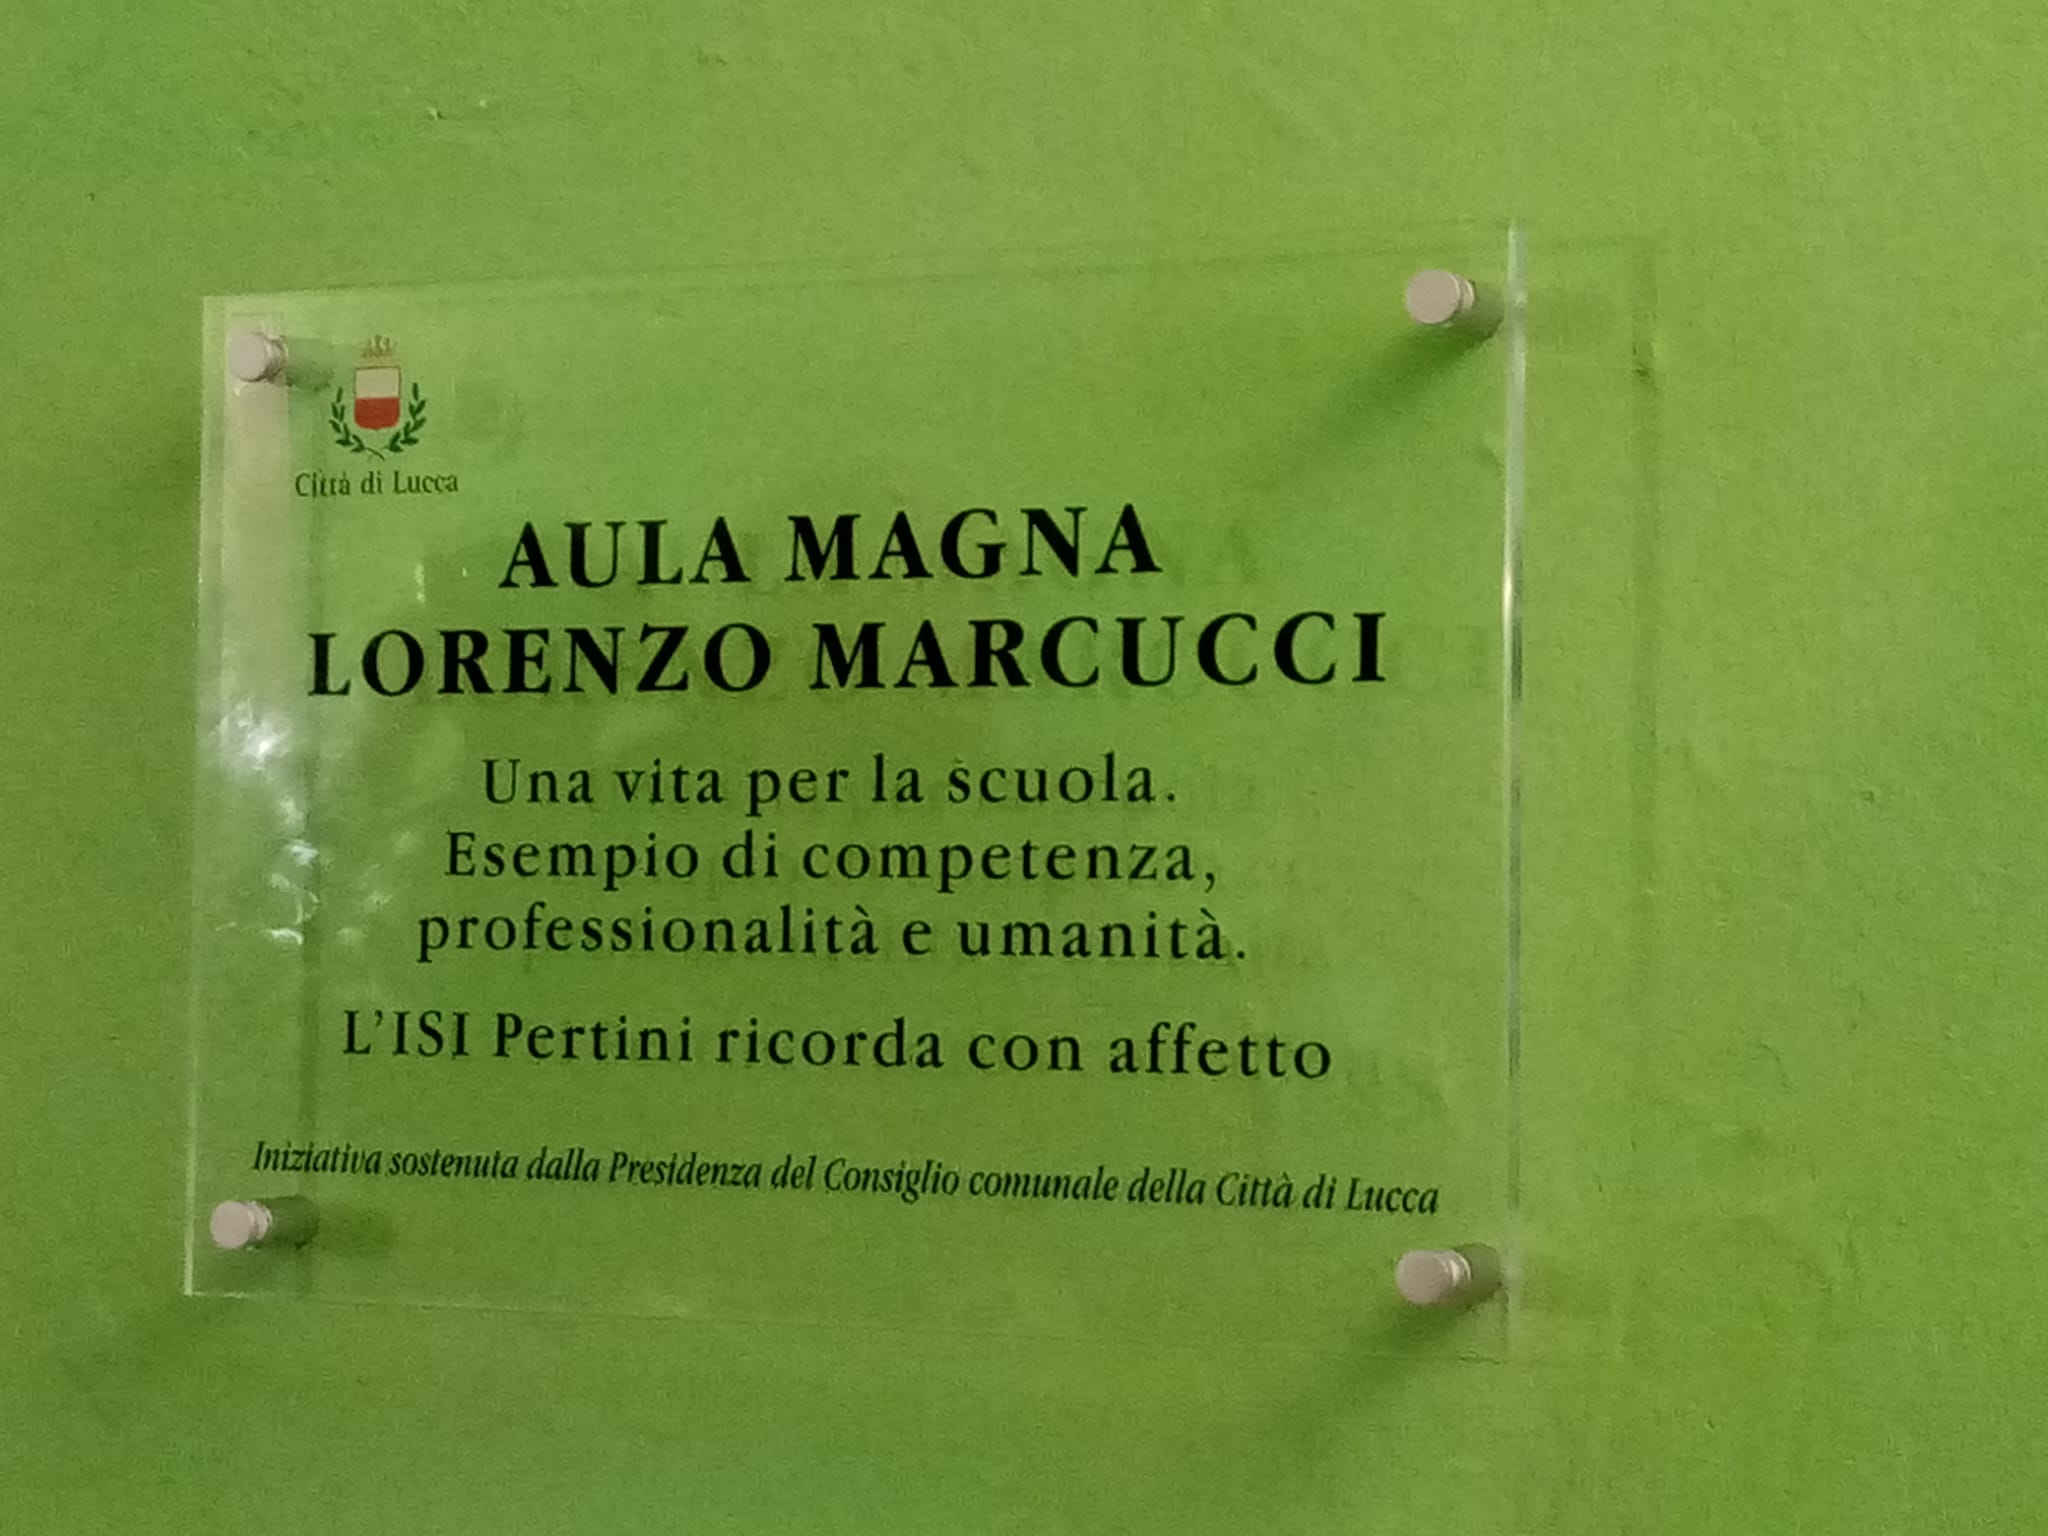 Città di Lucca
AULA MAGNA
LORENZO MARCUCCI
Una vita per la scuola.
Esempio di competenza,
professionalità e umanità.
L'ISI Pertini ricorda con affetto
Iniziativa sostenuta dalla Presidenza del Consiglio comunale della Città di Lucca